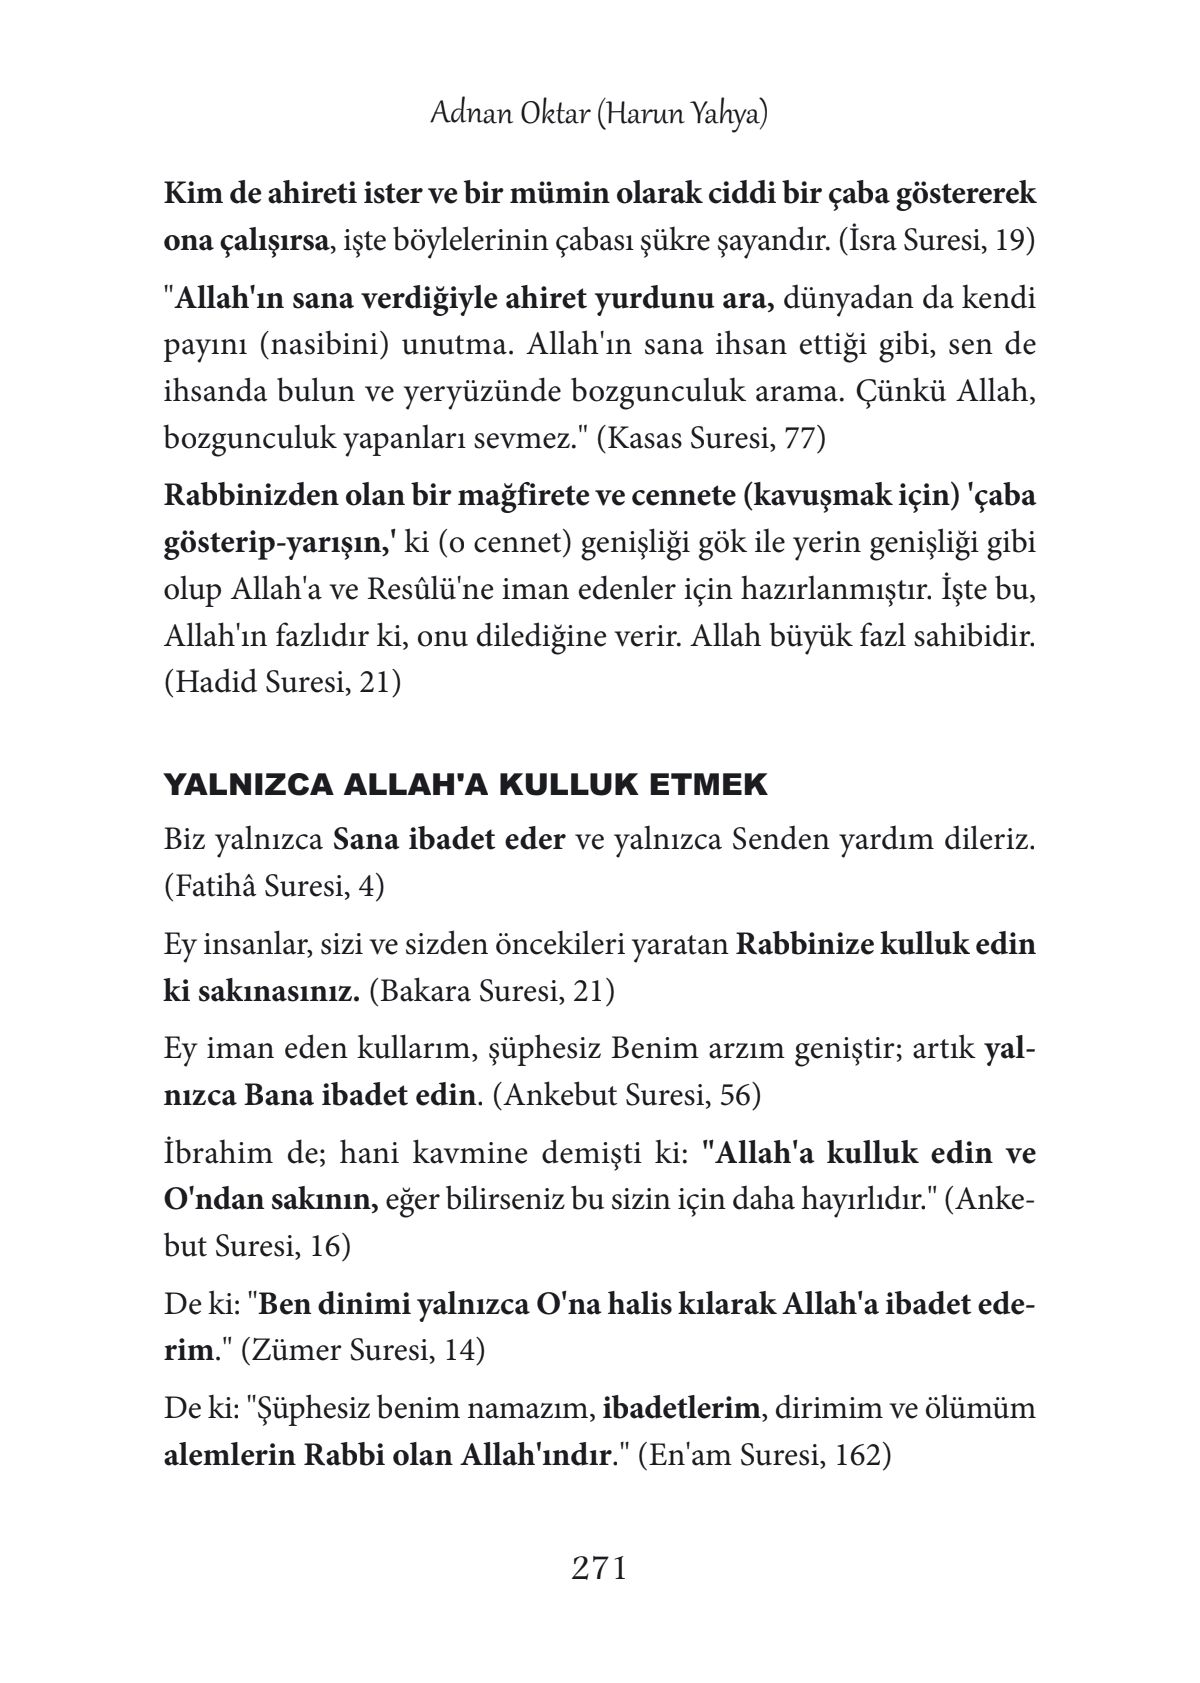 Adnan Oktar (Harun Yahya)
Kim de ahireti ister ve bir mümin olarak ciddi bir çaba göstererek
ona çalışırsa, işte böylelerinin çabası şükre şayandır. (İsra Suresi, 19)
"Allah'ın sana verdiğiyle ahiret yurdunu ara, dünyadan da kendi
payını (nasibini) unutma. Allah'ın sana ihsan ettiği gibi, sen de
ihsanda bulun ve yeryüzünde bozgunculuk arama. Çünkü Allah,
bozgunculuk yapanları sevmez." (Kasas Suresi, 77)
Rabbinizden olan bir mağfirete ve cennete (kavuşmak için) 'çaba
gösterip-yarışın,' ki (o cennet) genişliği gök ile yerin genişliği gibi
olup Allah'a ve Resûlü'ne iman edenler için hazırlanmıştır. İşte bu,
Allah'ın fazlıdır ki, onu dilediğine verir. Allah büyük fazl sahibidir.
(Hadid Suresi, 21)
YALNIZCA ALLAH'A KULLUK ETMEK
Biz yalnızca Sana ibadet eder ve yalnızca Senden yardım dileriz.
(Fatihâ Suresi, 4)
Ey insanlar, sizi ve sizden öncekileri yaratan Rabbinize kulluk edin
ki sakınasınız. (Bakara Suresi, 21)
Ey iman eden kullarım, şüphesiz Benim arzım geniştir; artık yal-
nızca Bana ibadet edin. (Ankebut Suresi, 56)
İbrahim de; hani kavmine demişti ki: "Allah'a kulluk edin ve
O'ndan sakının, eğer bilirseniz bu sizin için daha hayırlıdır." (Anke-
but Suresi, 16)
De ki: "Ben dinimi yalnızca O'na halis kılarak Allah'a ibadet ede-
rim." (Zümer Suresi, 14)
De ki: "Şüphesiz benim namazım, ibadetlerim, dirimim ve ölümüm
alemlerin Rabbi olan Allah'ındır." (En'am Suresi, 162)
271